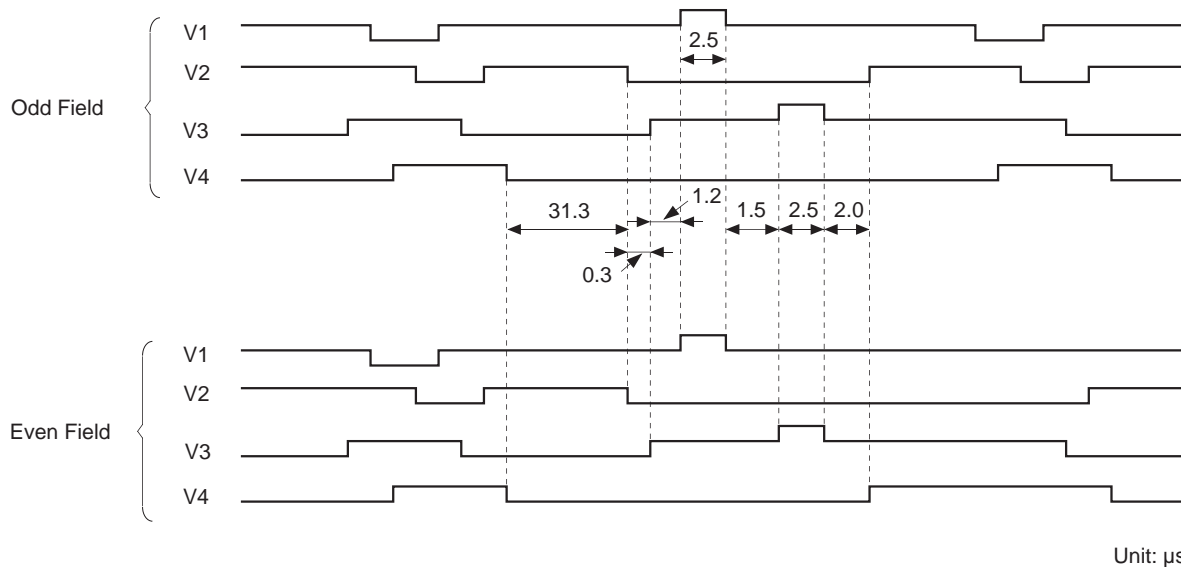 V1
2.5
V2
Odd Field
V3
V4
1.2
31.3
1.5
2.5
2.0
0.3
V1
V2
Even Field
V3
V4
Unit: μs